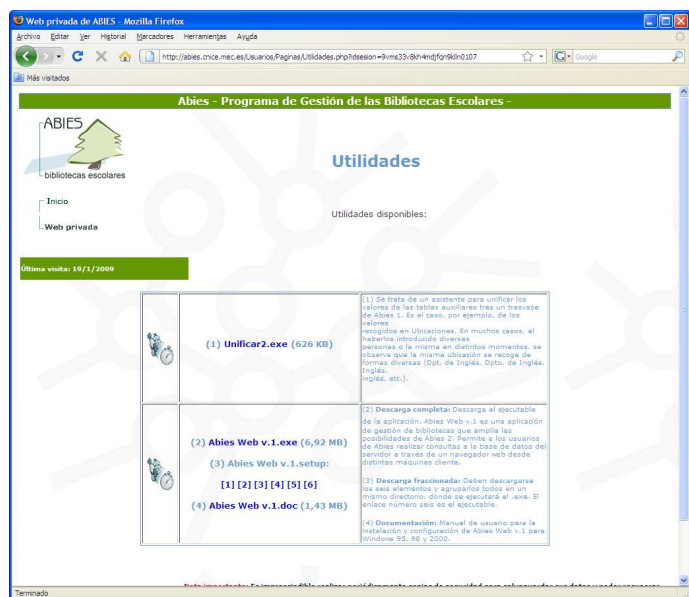 Web privada de ABIES - Mozilla Firefox
Archivo Editar Ver Historial Marcadores Herramientas Ayuda
http://abies.cnice.mec.es/Usuarios/Paginas/Utilidades.php?idsesion=9vms33v8kh4mdjfqn9klln0107
Google
Más visitados
Abies - Programa de Gestión de las Bibliotecas Escolares -
ABIES
bibliotecas escolares
Utilidades
Inicio
Utilidades disponibles:
Web privada
Última visita: 19/1/2009
(1) Unificar2.exe (626 KB)
(1) Se trata de un asistente para unificar los
valores de las tablas auxiliares tras un trasvase
de Abies 1. Es el caso, por ejemplo, de los
valores
recogidos en Ubicaciones. En muchos casos, al
haberlos introducido diversas
personas o la misma en distintos momentos, se
observa que la misma ubicación se recoge de
formas diversas (Dpt. de Inglés, Dpto. de Inglés,
Inglés,
inglés, etc.).
(2) Abies Web v.1.exe (6,92 MB)
(3) Abies Web v.1.setup:
[1] [2] [3] [4] [5] [6]
(4) Abies Web v.1.doc (1,43 MB)
(2) Descarga completa: Descarga el ejecutable
de la aplicación. Abies Web v.1 es una aplicación
de gestión de bibliotecas que amplía las
posibilidades de Abies 2. Permite a los usuarios
de Abies realizar consultas a la base de datos del
servidor a través de un navegador web desde
distintas máquinas cliente.
(3) Descarga fraccionada: Deben descargarse
los seis elementos y agruparlos todos en un
mismo directorio, donde se ejecutará el .exe. El
enlace número seis es el ejecutable.
(4) Documentación: Manual de usuario para la
instalación y configuración de Abies Web v.1 para
Windows 95, 98 y 2000.
Terminado